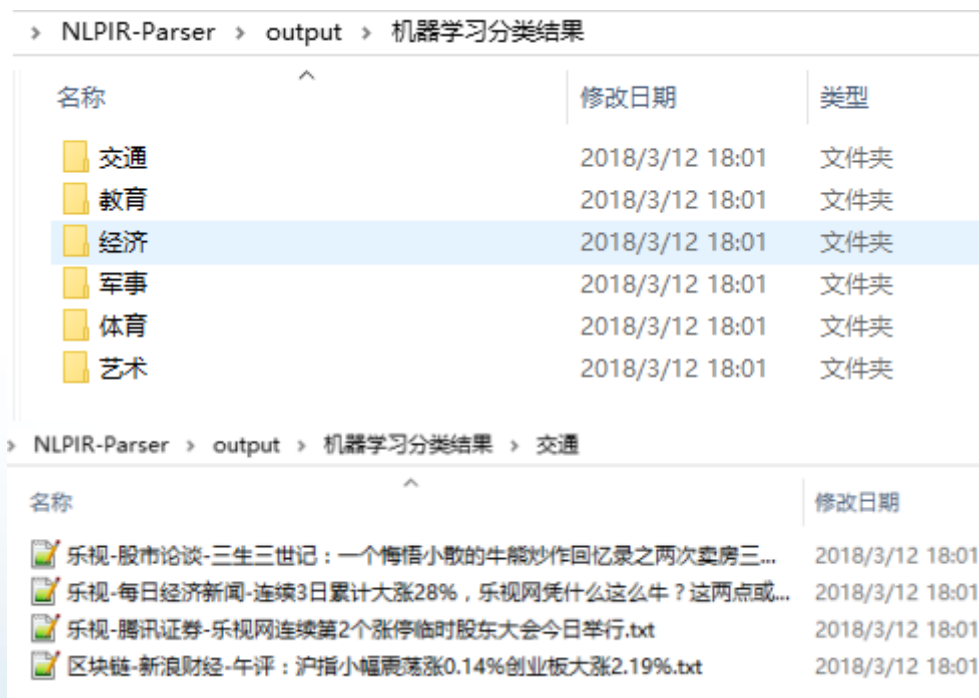 › NLPIR-Parser › output › 机器学习分类结果
名称 修改日期 类型
交通 2018/3/12 18:01 文件夹
教育 2018/3/12 18:01 文件夹
经济 2018/3/12 18:01 文件夹
军事 2018/3/12 18:01 文件夹
体育 2018/3/12 18:01 文件夹
艺术 2018/3/12 18:01 文件夹
› NLPIR-Parser › output › 机器学习分类结果 › 交通
名称 修改日期
乐视-股市论谈-三生三世记：一个悔悟小散的牛熊炒作回忆录之两次卖房三... 2018/3/12 18:01
乐视-每日经济新闻-连续3日累计大涨28%，乐视网凭什么这么牛？这两点或... 2018/3/12 18:01
乐视-腾讯证券-乐视网连续第2个涨停临时股东大会今日举行.txt 2018/3/12 18:01
区块链-新浪财经-午评：沪指小幅震荡涨0.14%创业板大涨2.19%.txt 2018/3/12 18:01